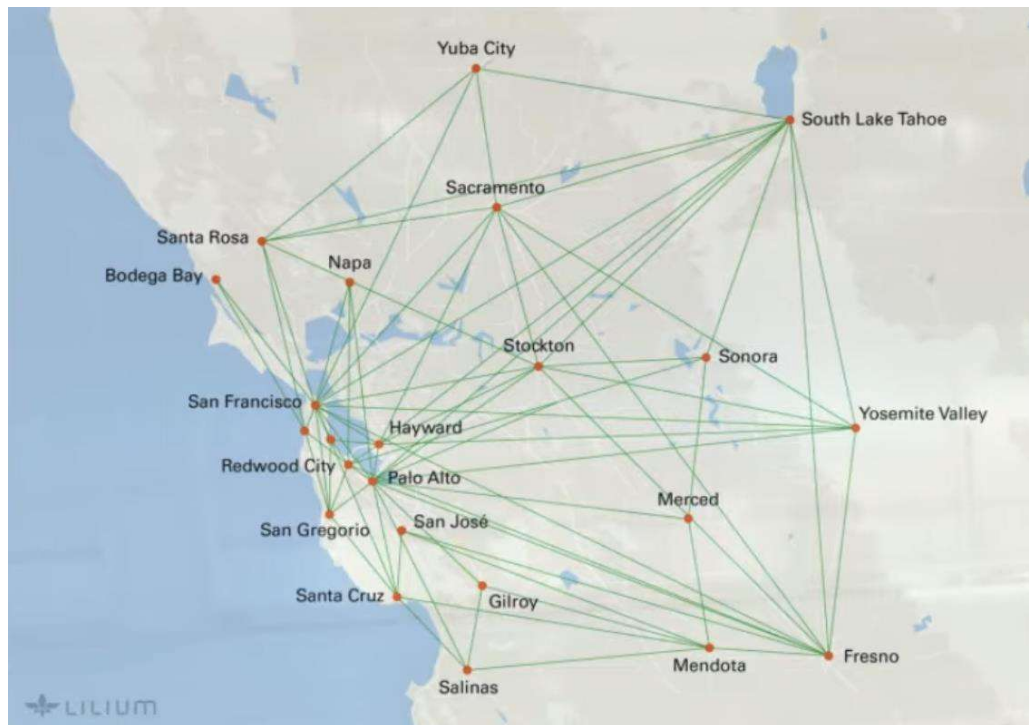 Yuba City
South Lake Tahoe
Sacramento
Santa Rosa
Napa
Bodega Bay
Stockton
Sonora
San Francisco
Hayward
Yosemite Valley
Redwood City
Palo Alto
Merced
San Gregorio
San José
Santa Cruz
Gilroy
Mendota
Fresno
Salinas
LILIUM